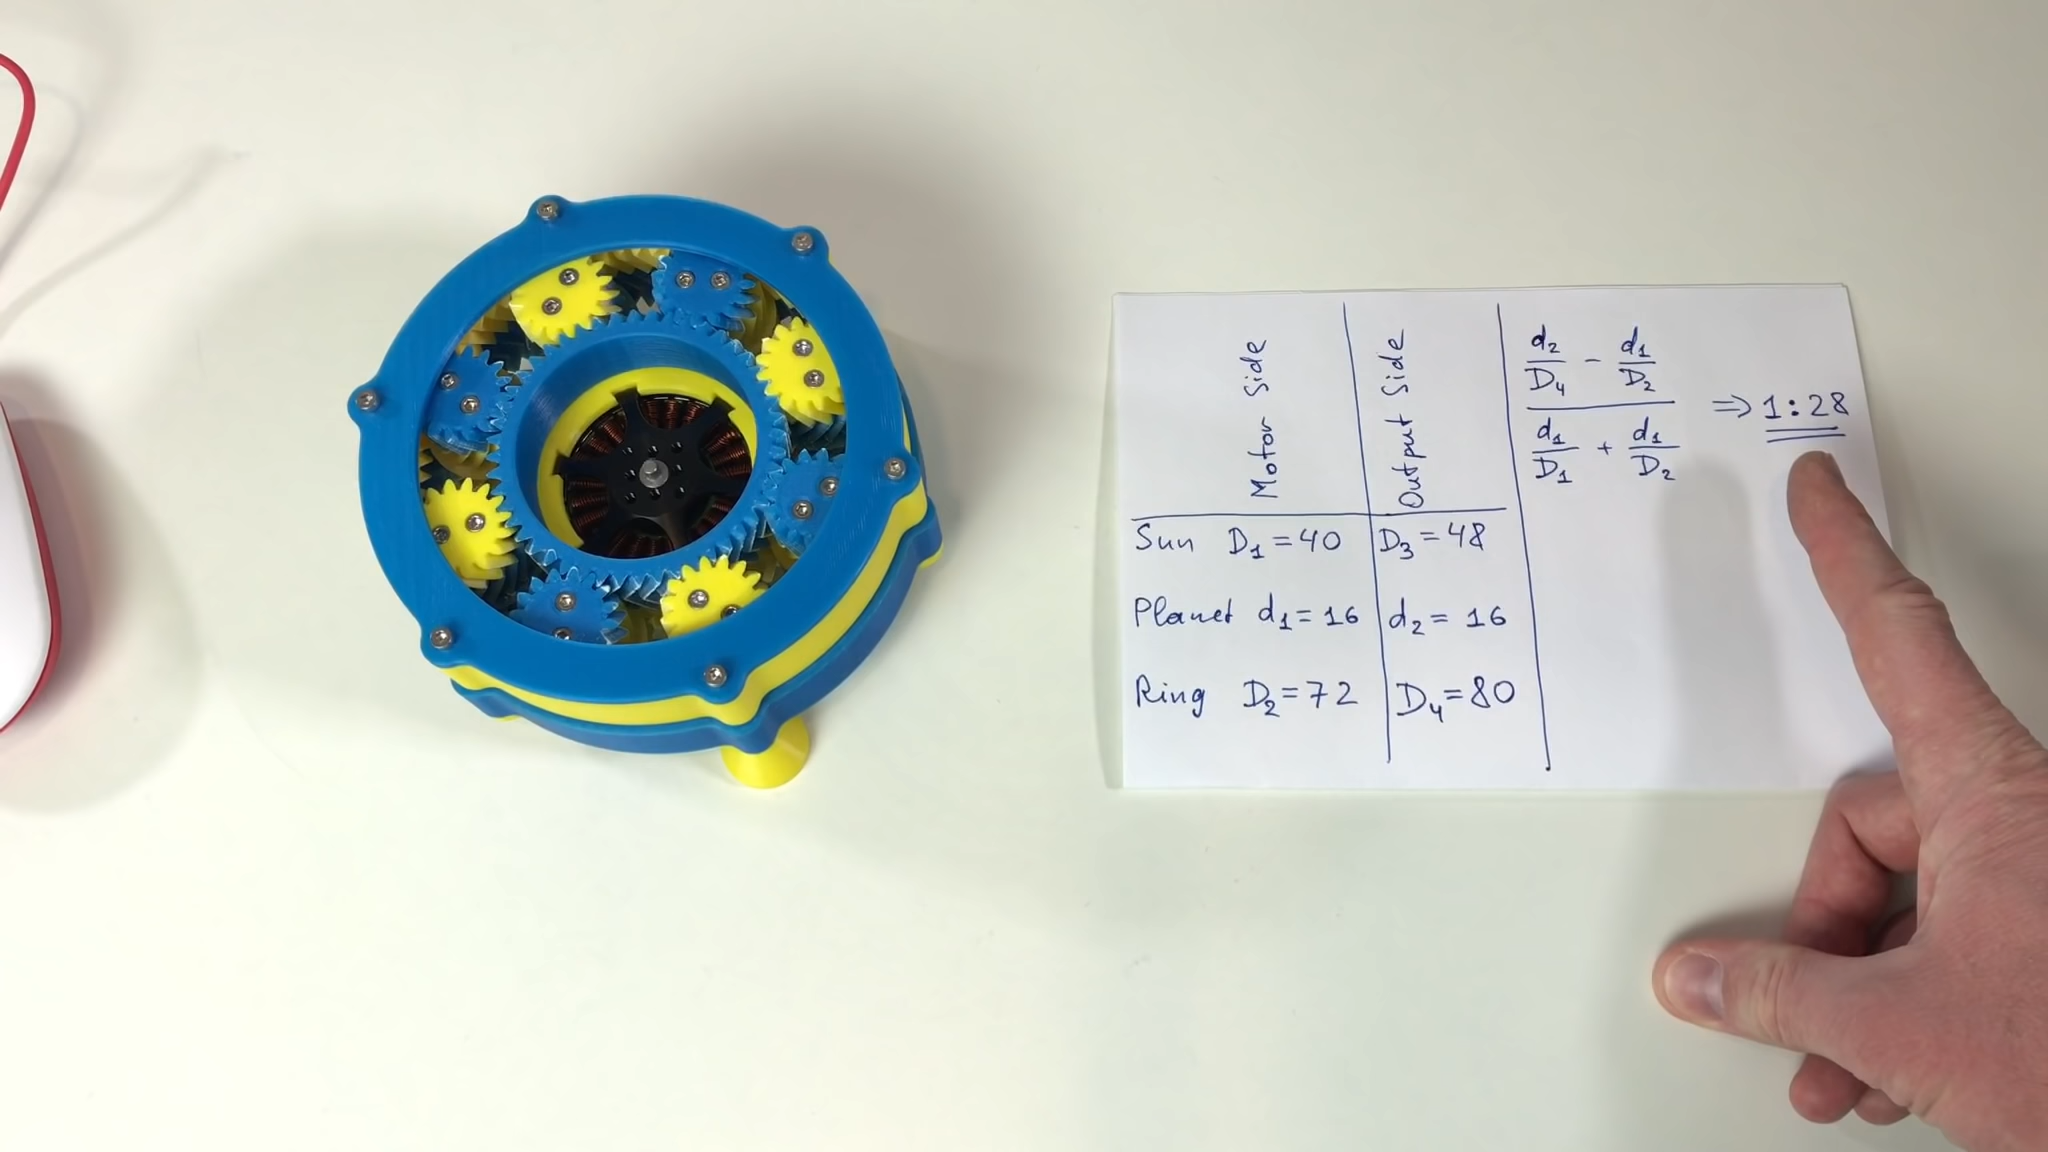 Motor Side
Output Side
d₂/D₄ - d₁/D₂
d₁/D₁ + d₁/D₂
⇒ 1:28
Sun D₁ = 40 D₃ = 48
Planet d₁ = 16 d₂ = 16
Ring D₂ = 72 D₄ = 80